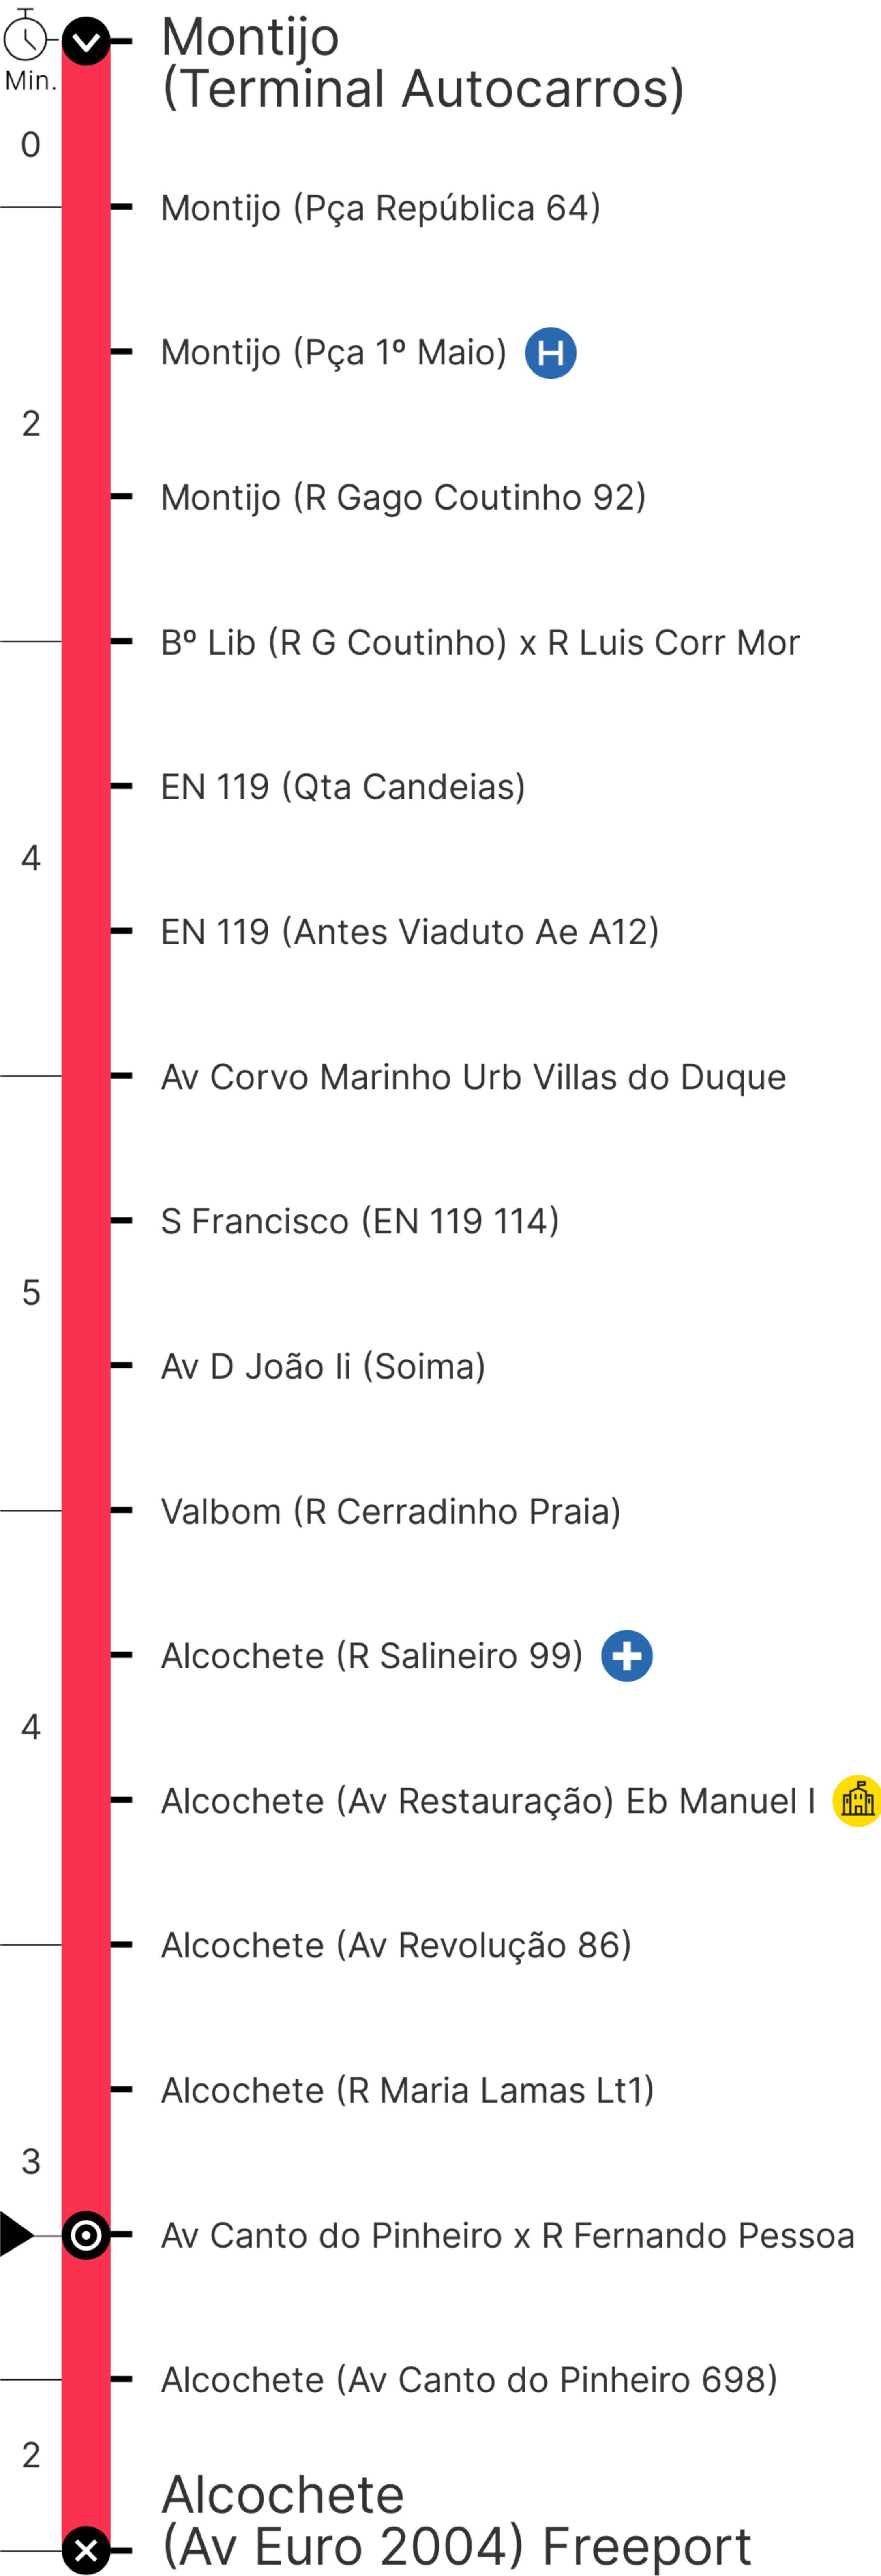 Montijo
(Terminal Autocarros)
Min.
0
Montijo (Pça República 64)
Montijo (Pça 1º Maio) H
2
Montijo (R Gago Coutinho 92)
Bº Lib (R G Coutinho) x R Luis Corr Mor
EN 119 (Qta Candeias)
4
EN 119 (Antes Viaduto Ae A12)
Av Corvo Marinho Urb Villas do Duque
S Francisco (EN 119 114)
5
Av D João Ii (Soima)
Valbom (R Cerradinho Praia)
Alcochete (R Salineiro 99)
4
Alcochete (Av Restauração) Eb Manuel I
Alcochete (Av Revolução 86)
Alcochete (R Maria Lamas Lt1)
3
Av Canto do Pinheiro x R Fernando Pessoa
Alcochete (Av Canto do Pinheiro 698)
2
Alcochete
(Av Euro 2004) Freeport